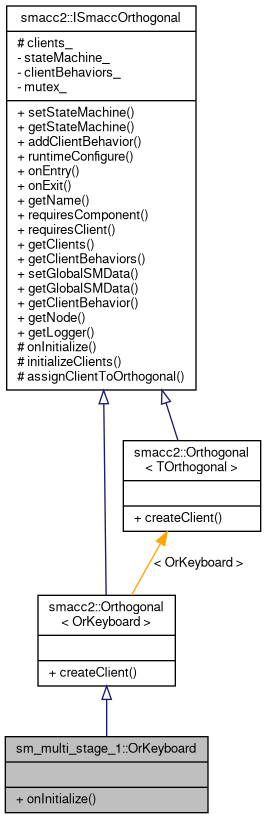 smacc2::ISmaccOrthogonal
# clients_
- stateMachine_
- clientBehaviors_
- mutex_
+ setStateMachine()
+ getStateMachine()
+ addClientBehavior()
+ runtimeConfigure()
+ onEntry()
+ onExit()
+ getName()
+ requiresComponent()
+ requiresClient()
+ getClients()
+ getClientBehaviors()
+ setGlobalSMData()
+ getGlobalSMData()
+ getClientBehavior()
+ getNode()
+ getLogger()
# onInitialize()
# initializeClients()
# assignClientToOrthogonal()
smacc2::Orthogonal
< TOrthogonal >
+ createClient()
< OrKeyboard >
smacc2::Orthogonal
< OrKeyboard >
+ createClient()
sm_multi_stage_1::OrKeyboard
+ onInitialize()